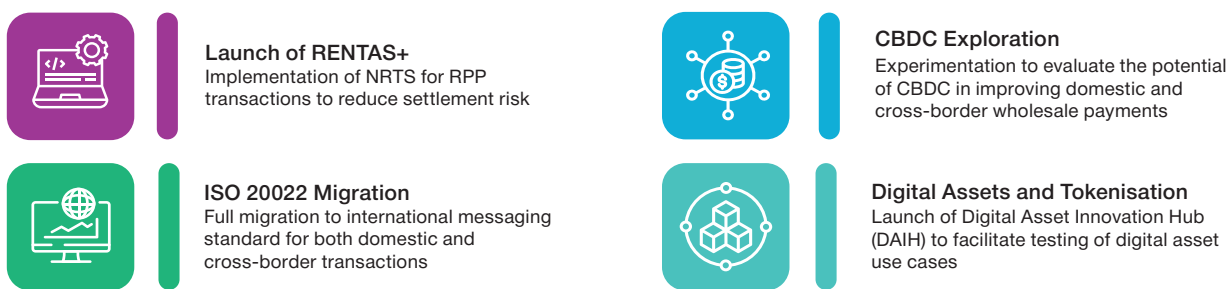 Launch of RENTAS+
Implementation of NRTS for RPP
transactions to reduce settlement risk
CBDC Exploration
Experimentation to evaluate the potential
of CBDC in improving domestic and
cross-border wholesale payments
ISO 20022 Migration
Full migration to international messaging
standard for both domestic and
cross-border transactions
Digital Assets and Tokenisation
Launch of Digital Asset Innovation Hub
(DAIH) to facilitate testing of digital asset
use cases